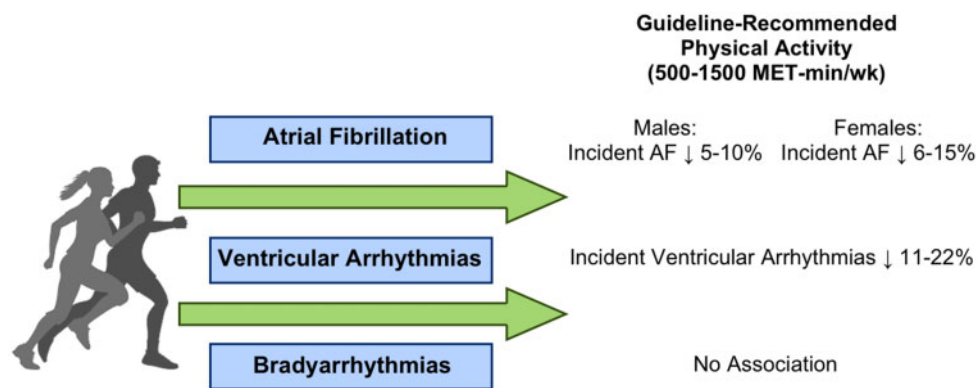 Guideline-Recommended
Physical Activity
(500-1500 MET-min/wk)
Atrial Fibrillation
Males:
Incident AF ↓ 5-10%
Females:
Incident AF ↓ 6-15%
Ventricular Arrhythmias
Incident Ventricular Arrhythmias ↓ 11-22%
Bradyarrhythmias
No Association